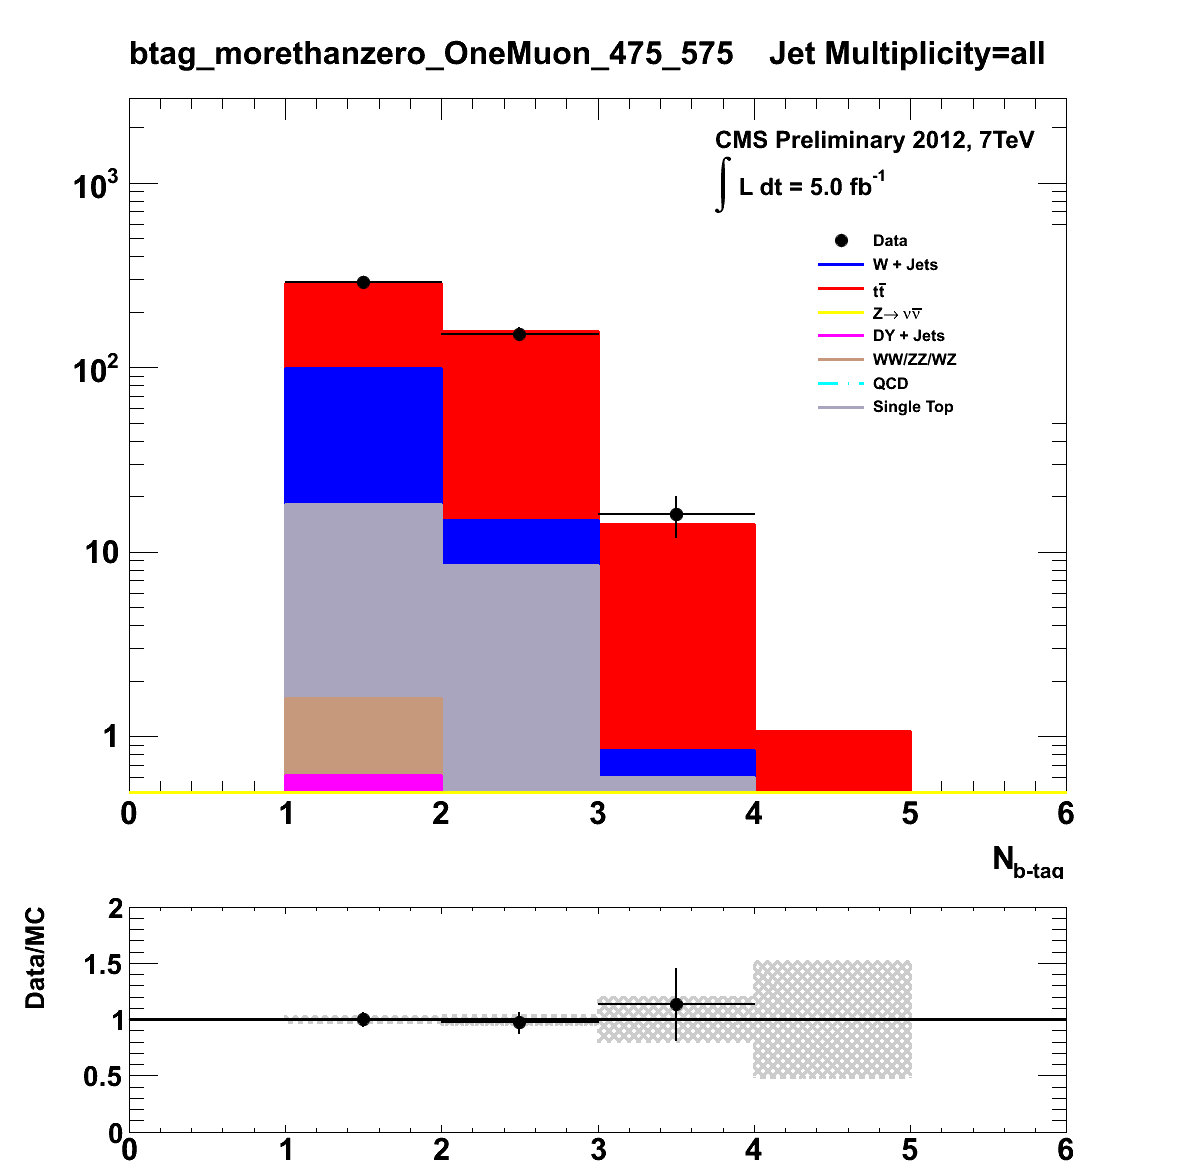 btag_morethanzero_OneMuon_475_575 Jet Multiplicity=all
CMS Preliminary 2012, 7TeV
∫ L dt = 5.0 fb⁻¹
Data
W + Jets
tt̅
Z→ νν̅
DY + Jets
WW/ZZ/WZ
QCD
Single Top
10³
10²
10
1
0 1 2 3 4 5 6
N_b-tag
Data/MC
2
1.5
1
0.5
0
0 1 2 3 4 5 6